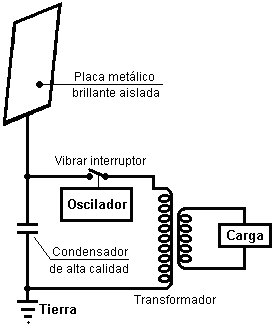 Placa metálico
brillante aislada
Vibrar interruptor
Oscilador
Carga
Condensador
de alta calidad
Transformador
Tierra